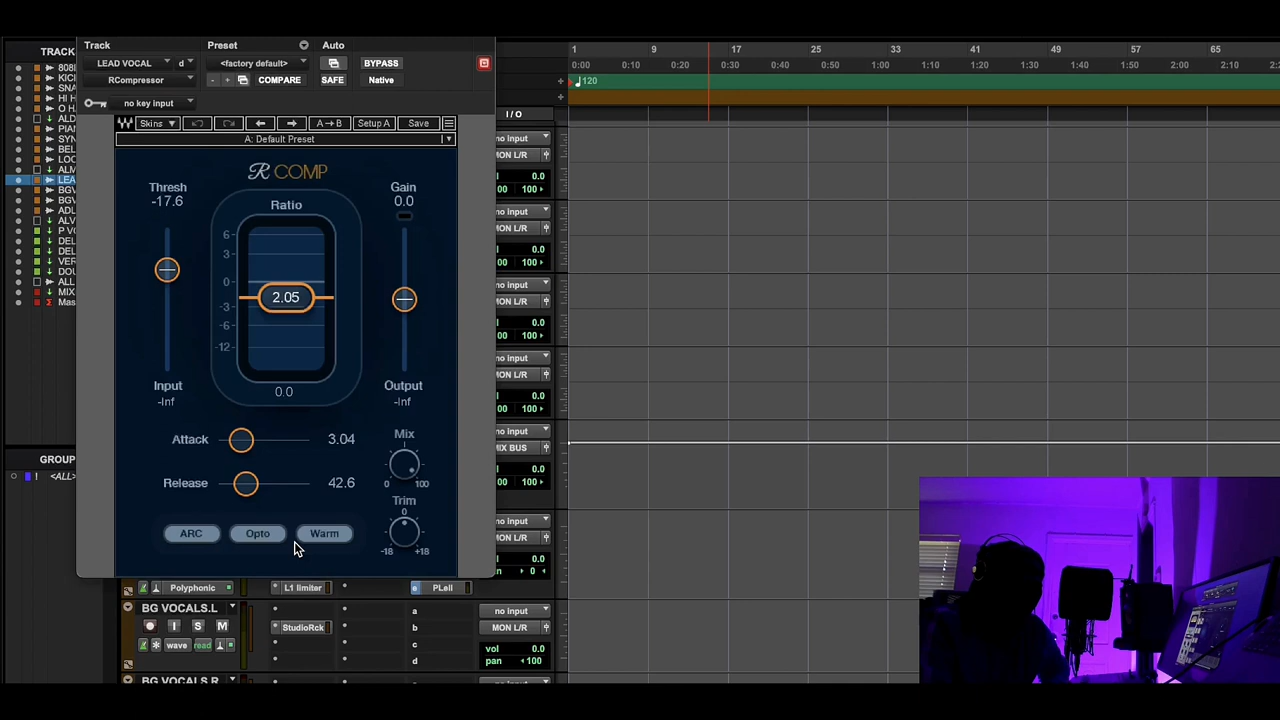 Track
Preset
Auto
LEAD VOCAL
d
<factory default>
BYPASS
RCompressor
- +
COMPARE
SAFE
Native
no key input
Skins
A→B
Setup A
Save
A: Default Preset
R COMP
Thresh
-17.6
Ratio
Gain
0.0
6
3
0
-3
-6
-12
2.05
0.0
Input
-Inf
Output
-Inf
Attack
3.04
Release
42.6
Mix
0 100
Trim
0
-18 +18
ARC
Opto
Warm
TRACK
808
KICK
SNA
HI H
O HA
ALD
PIAN
SYN
BEL
LOO
ALM
LEA
BGV
BGV
ADL
ALV
P VO
DEL
DEL
VER
DOU
ALL
MIX
Mas
GROUP
! <ALL>
1 9 17 25 33 41 49 57 65
0:00 0:10 0:20 0:30 0:40 0:50 1:00 1:10 1:20 1:30 1:40 1:50 2:00
120
I/O
no input
MON L/R
0.0
00 100
no input
MON L/R
0.0
00 100
no input
MON L/R
0.0
00 100
no input
MON L/R
0.0
00 100
no input
MIX BUS
0.0
no input
MON L/R
0.0
n 0
Polyphonic
L1 limiter
e PLell
BG VOCALS.L
I S M
wave read
StudioRck
a
b
c
d
no input
MON L/R
vol 0.0
pan 100
BG VOCALS.R